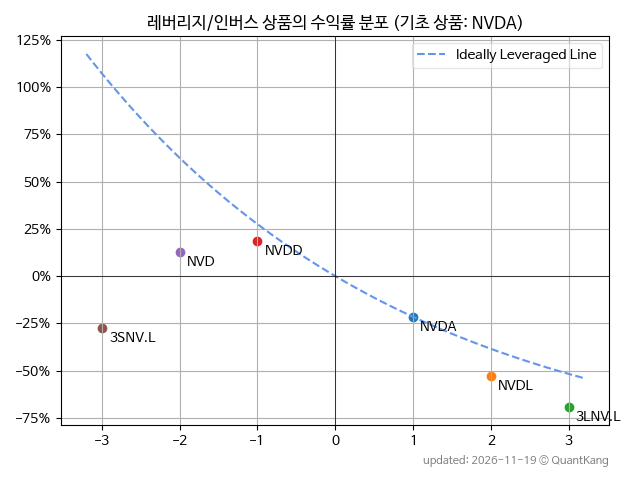 레버리지/인버스 상품의 수익률 분포 (기초 상품: NVDA)
125%
100%
75%
50%
25%
0%
−25%
−50%
−75%
Ideally Leveraged Line
NVDD
NVD
3SNV.L
NVDA
NVDL
3LNV.L
−3
−2
−1
0
1
2
3
updated: 2026-11-19 © QuantKang